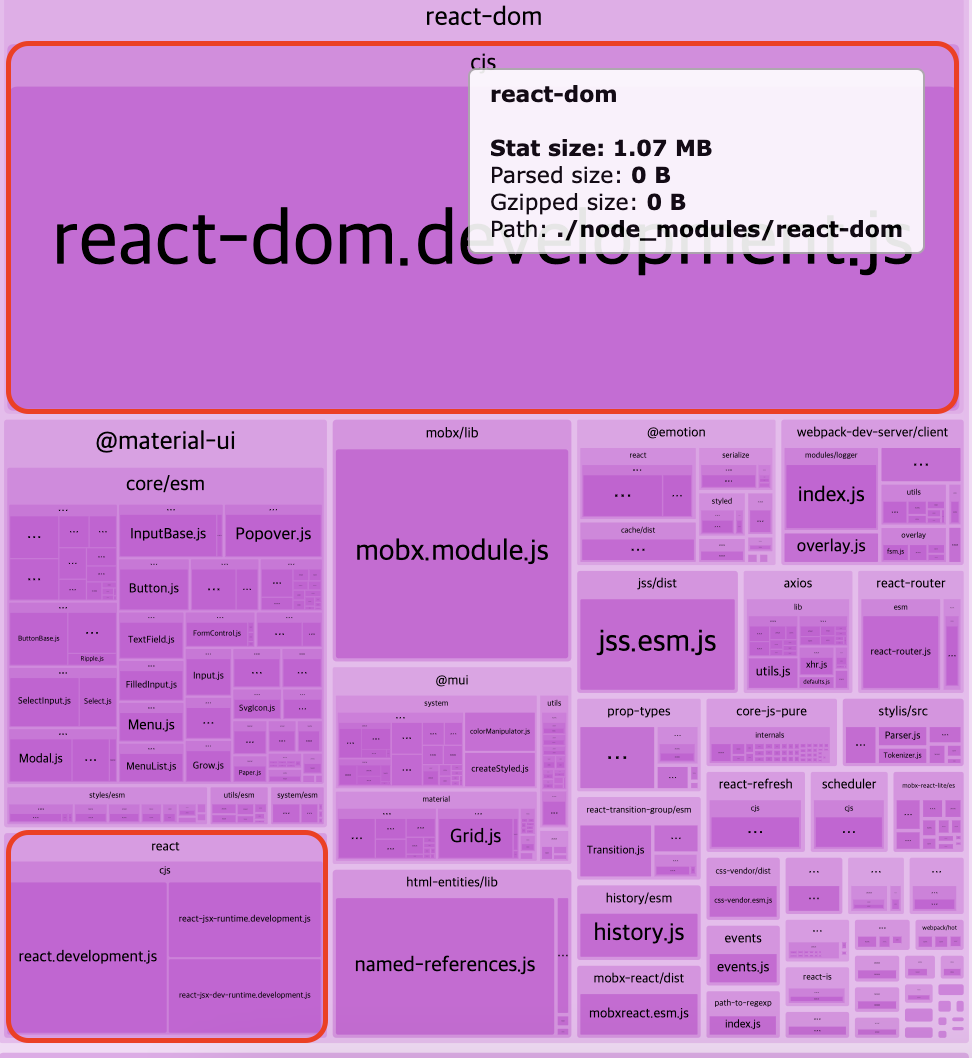 react-dom
cjs
react-dom
Stat size: 1.07 MB
Parsed size: 0 B
Gzipped size: 0 B
Path: ./node_modules/react-dom
react-dom.development.js
@material-ui
core/esm
...
...
...
...
...
...
...
...
InputBase.js
Popover.js
...
Button.js
...
...
...
...
ButtonBase.js
...
Ripple.js
TextField.js
FormControl.js
...
...
SelectInput.js
Select.js
FilledInput.js
Input.js
...
...
Menu.js
...
SvgIcon.js
...
Modal.js
...
MenuList.js
Grow.js
Paper.js
styles/esm
utils/esm
system/esm
react
cjs
react.development.js
react-jsx-runtime.development.js
react-jsx-dev-runtime.development.js
mobx/lib
mobx.module.js
@mui
system
utils
...
colorManipulator.js
createStyled.js
material
...
Grid.js
html-entities/lib
named-references.js
...
@emotion
react
serialize
...
...
...
styled
cache/dist
...
webpack-dev-server/client
modules/logger
...
index.js
utils
overlay.js
overlay
fsm.js
jss/dist
jss.esm.js
axios
lib
utils.js
xhr.js
defaults.js
react-router
esm
react-router.js
prop-types
...
core-js-pure
internals
stylis/src
...
Parser.js
Tokenizer.js
react-transition-group/esm
Transition.js
react-refresh
cjs
...
scheduler
cjs
...
mobx-react-lite/es
history/esm
history.js
css-vendor/dist
css-vendor.esm.js
...
...
...
...
mobx-react/dist
mobxreact.esm.js
events
events.js
...
...
webpack/hot
react-is
path-to-regexp
index.js